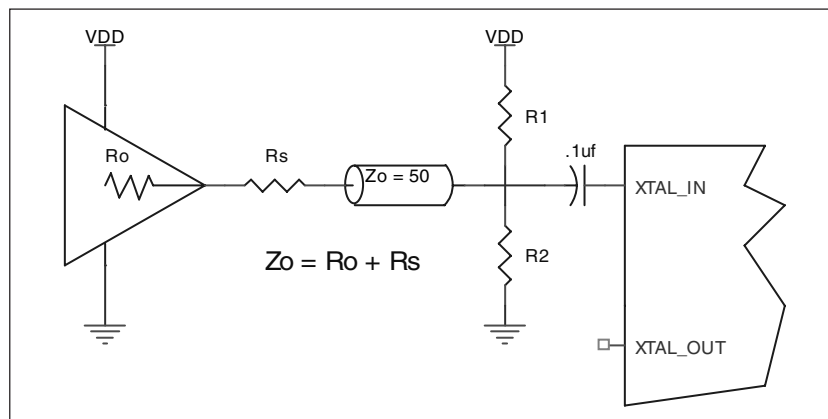 VDD
VDD
R1
Ro
Rs
Zo = 50
.1uf
XTAL_IN
Zo = Ro + Rs
R2
XTAL_OUT